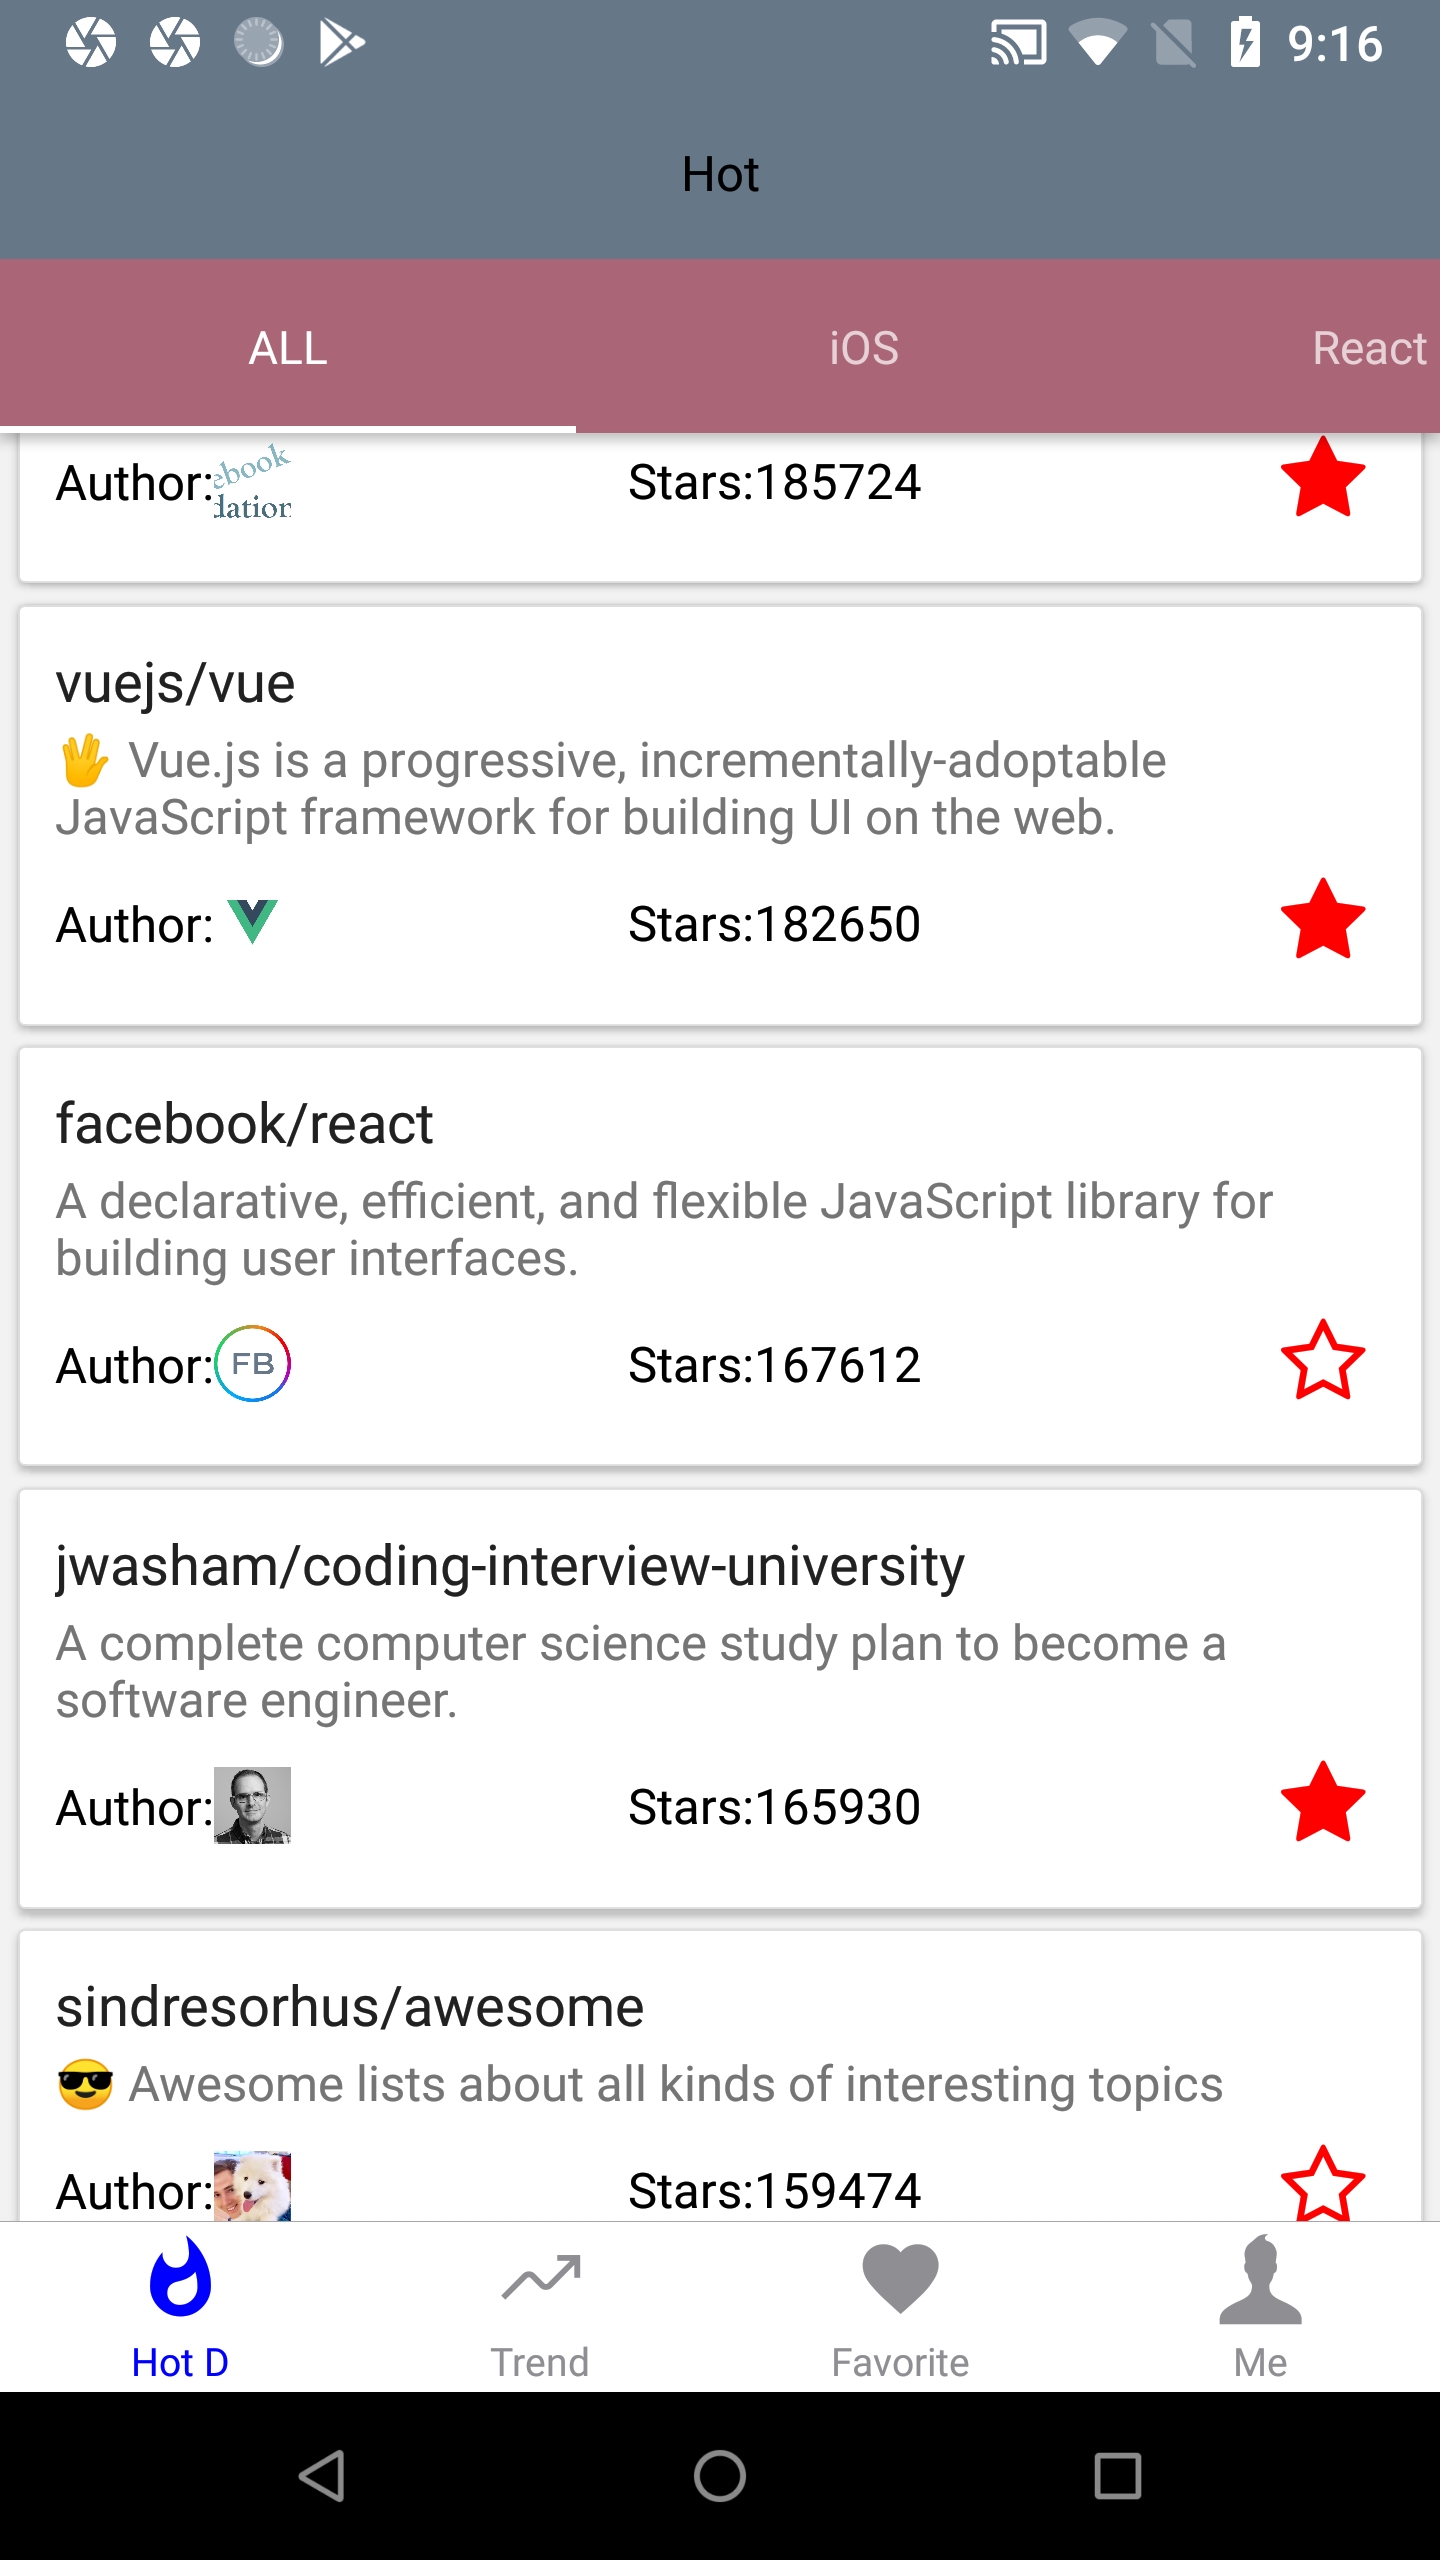 9:16
Hot
ALL
iOS
React
Author:
ebook
dation
Stars:185724
vuejs/vue
🖖 Vue.js is a progressive, incrementally-adoptable
JavaScript framework for building UI on the web.
Author:
Stars:182650
facebook/react
A declarative, efficient, and flexible JavaScript library for
building user interfaces.
Author:
FB
Stars:167612
jwasham/coding-interview-university
A complete computer science study plan to become a
software engineer.
Author:
Stars:165930
sindresorhus/awesome
😎 Awesome lists about all kinds of interesting topics
Author:
Stars:159474
Hot D
Trend
Favorite
Me